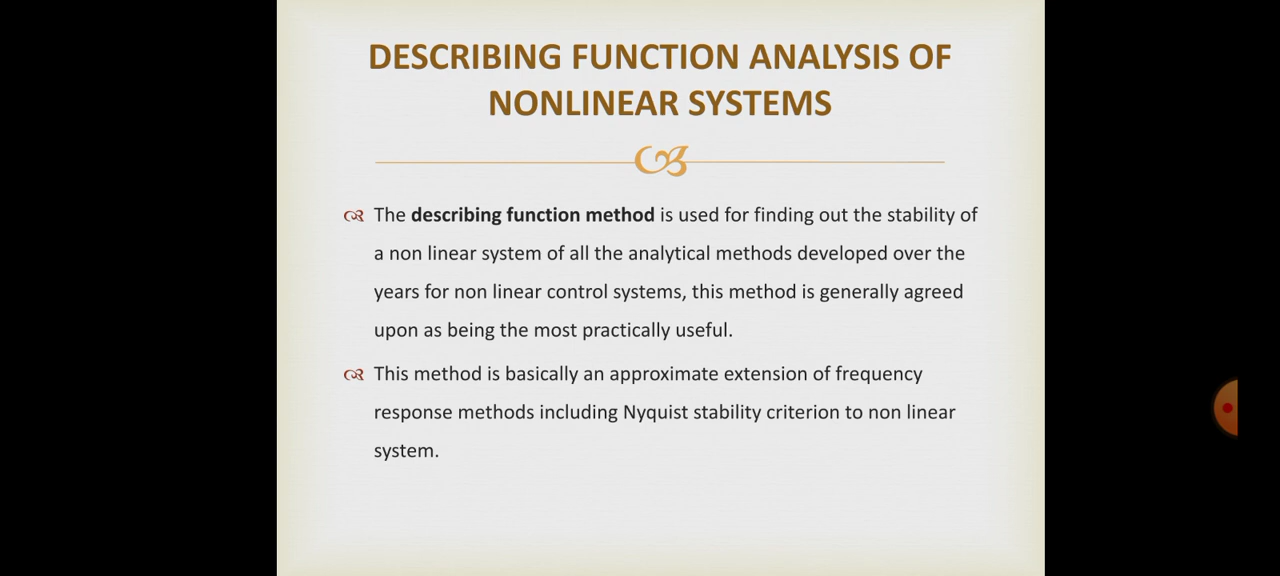 DESCRIBING FUNCTION ANALYSIS OF
NONLINEAR SYSTEMS
The describing function method is used for finding out the stability of
a non linear system of all the analytical methods developed over the
years for non linear control systems, this method is generally agreed
upon as being the most practically useful.
This method is basically an approximate extension of frequency
response methods including Nyquist stability criterion to non linear
system.